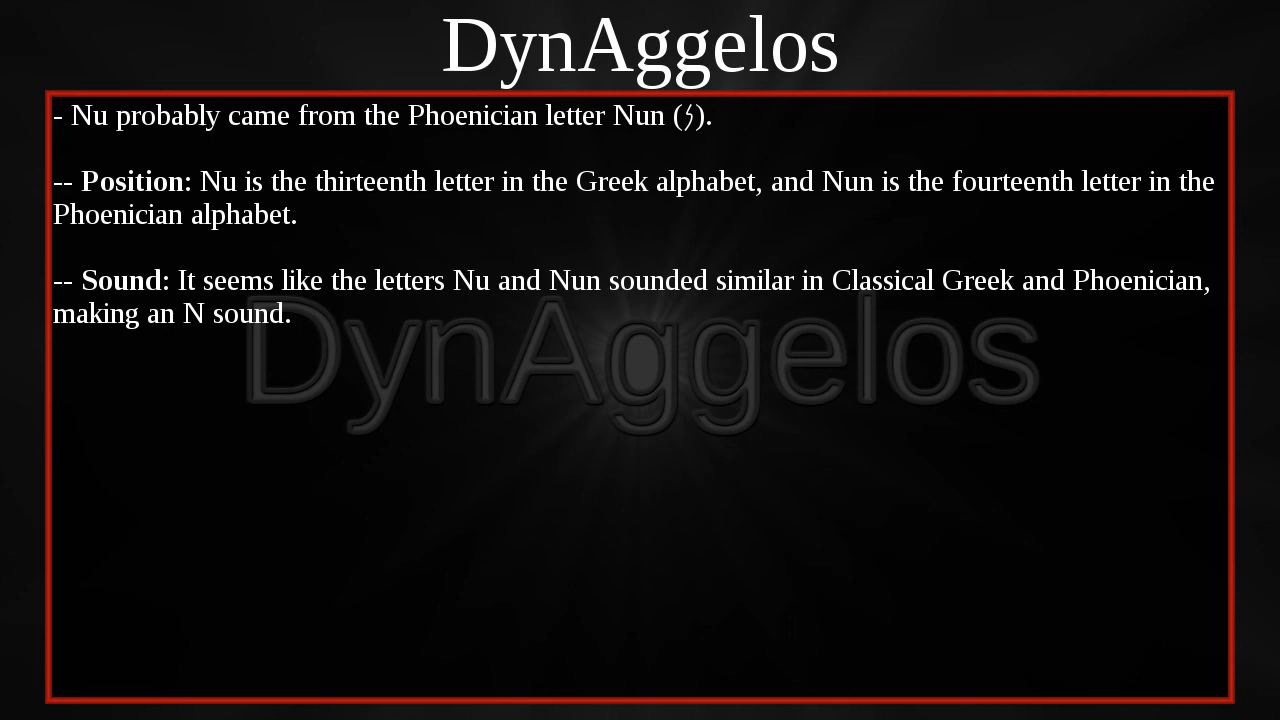 DynAggelos
- Nu probably came from the Phoenician letter Nun (𐤍).
-- Position: Nu is the thirteenth letter in the Greek alphabet, and Nun is the fourteenth letter in the
Phoenician alphabet.
-- Sound: It seems like the letters Nu and Nun sounded similar in Classical Greek and Phoenician,
making an N sound.
DynAggelos